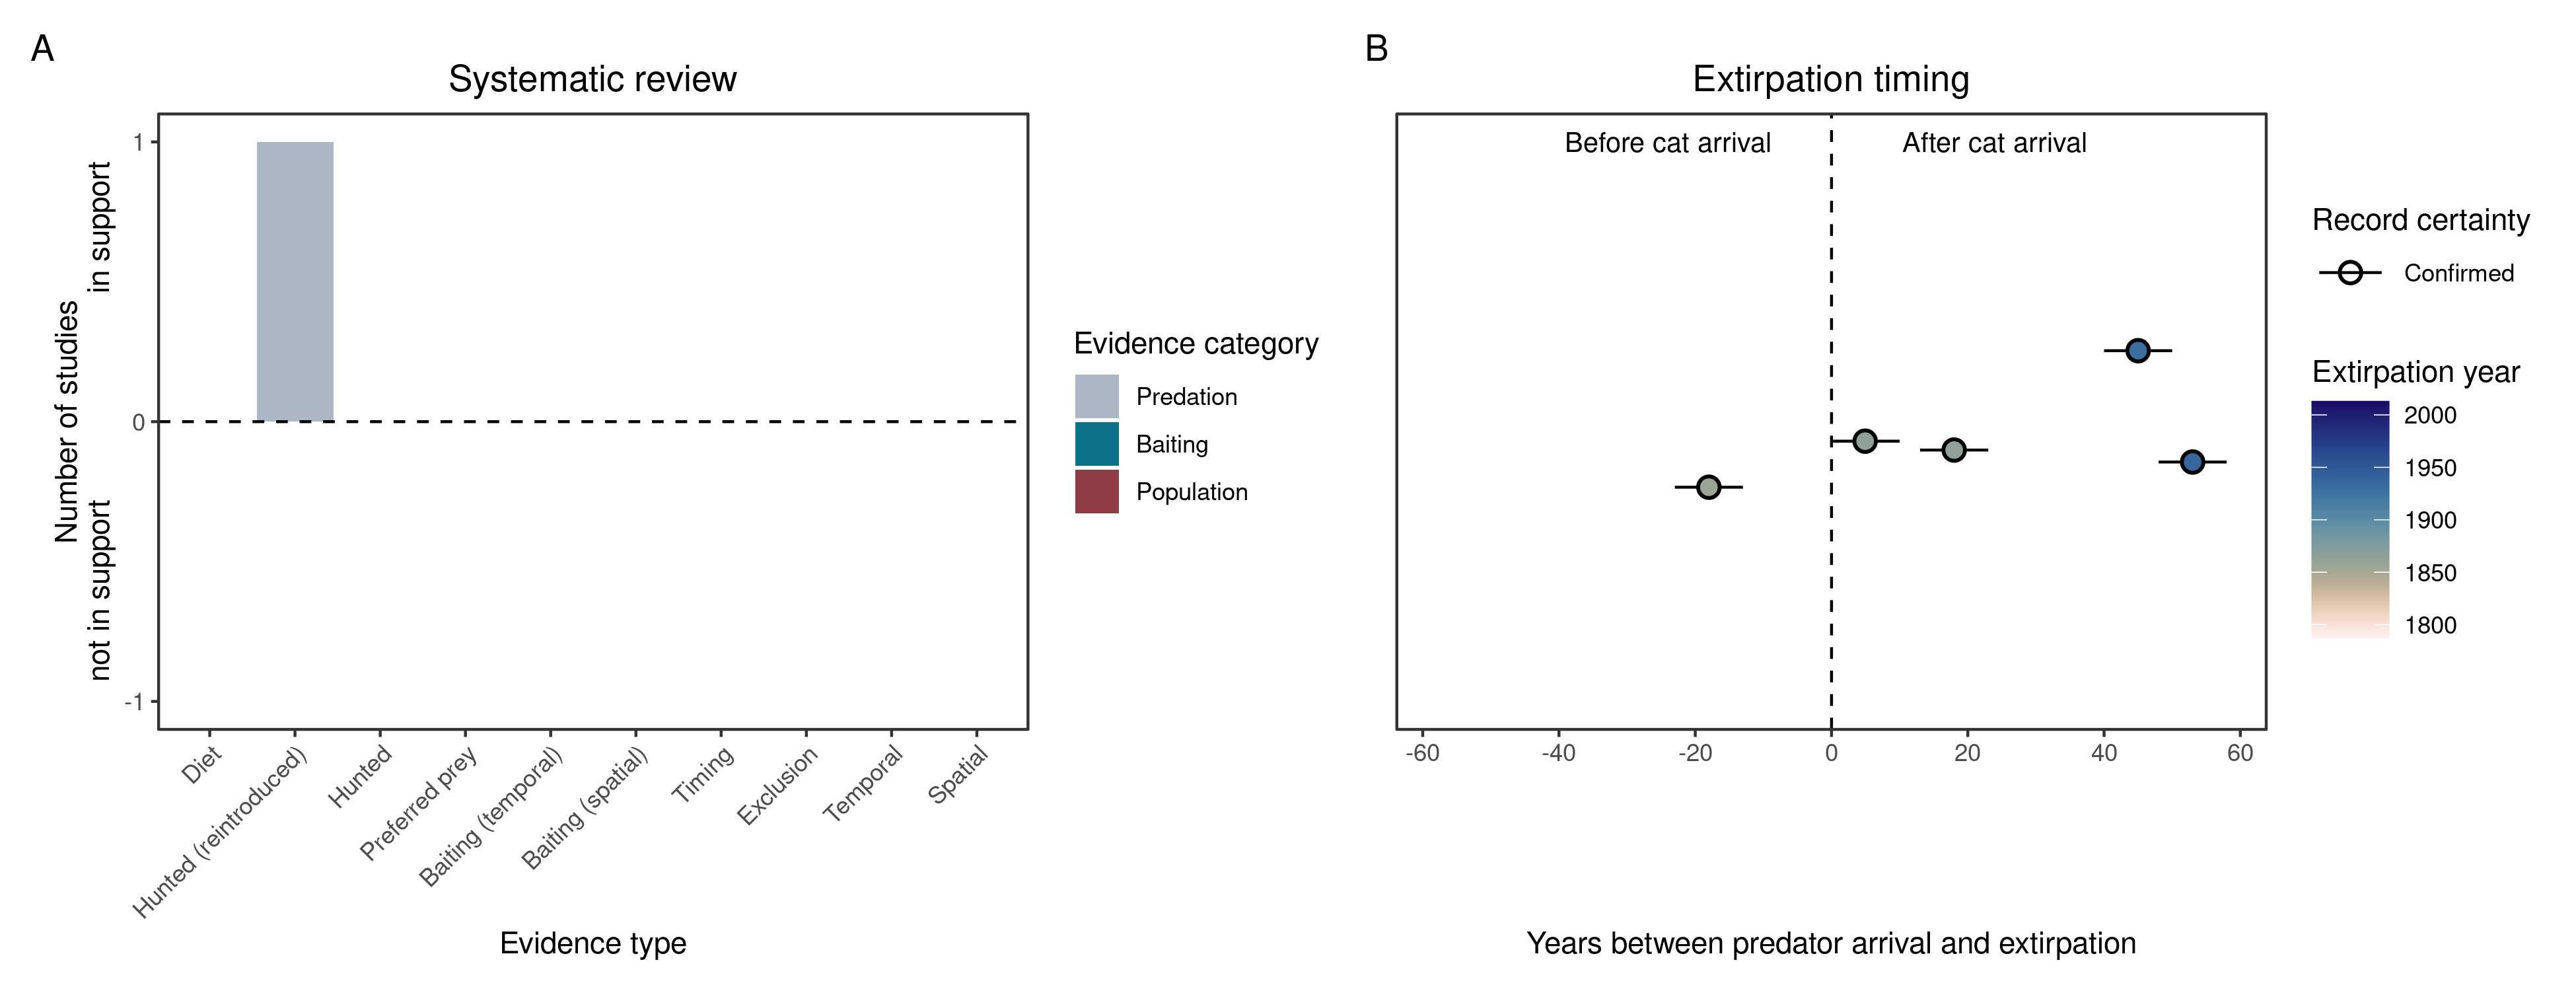 A
Systematic review
Number of studies
not in support
in support
1
0
-1
Diet
Hunted (reintroduced)
Hunted
Preferred prey
Baiting (temporal)
Baiting (spatial)
Timing
Exclusion
Temporal
Spatial
Evidence type
Evidence category
Predation
Baiting
Population
B
Extirpation timing
Before cat arrival
After cat arrival
-60
-40
-20
0
20
40
60
Years between predator arrival and extirpation
Record certainty
Confirmed
Extirpation year
2000
1950
1900
1850
1800